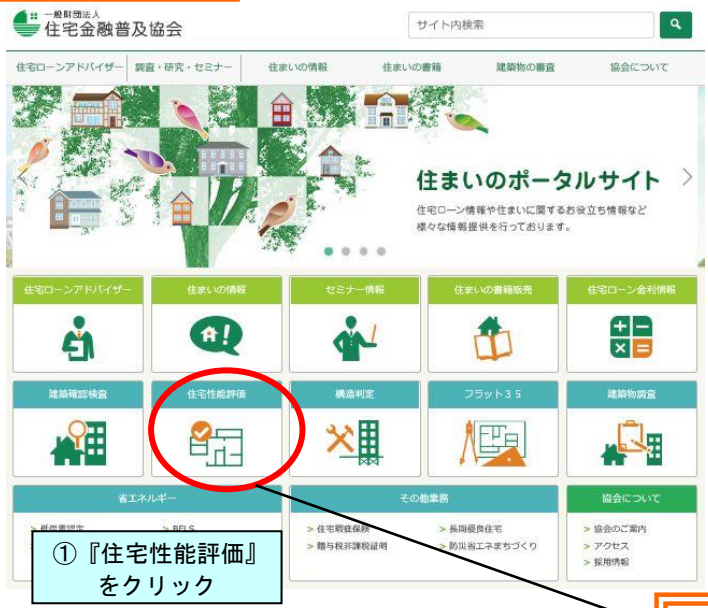 一般財団法人
住宅金融普及協会
サイト内検索
住宅ローンアドバイザー 調査・研究・セミナー 住まいの情報 住まいの書籍 建築物の審査 協会について
住まいのポータルサイト
住宅ローン情報や住まいに関するお役立ち情報など
様々な情報提供を行っております。
住宅ローンアドバイザー 住まいの情報 セミナー情報 住まいの書籍販売 住宅ローン金利情報
建築確認検査 住宅性能評価 構造判定 フラット35 建築物調査
省エネルギー その他業務 協会について
> BELS > 住宅瑕疵保険 > 長期優良住宅 > 協会のご案内
> 贈与税非課税証明 > 防災省エネまちづくり > アクセス
> 採用情報
①『住宅性能評価』
をクリック